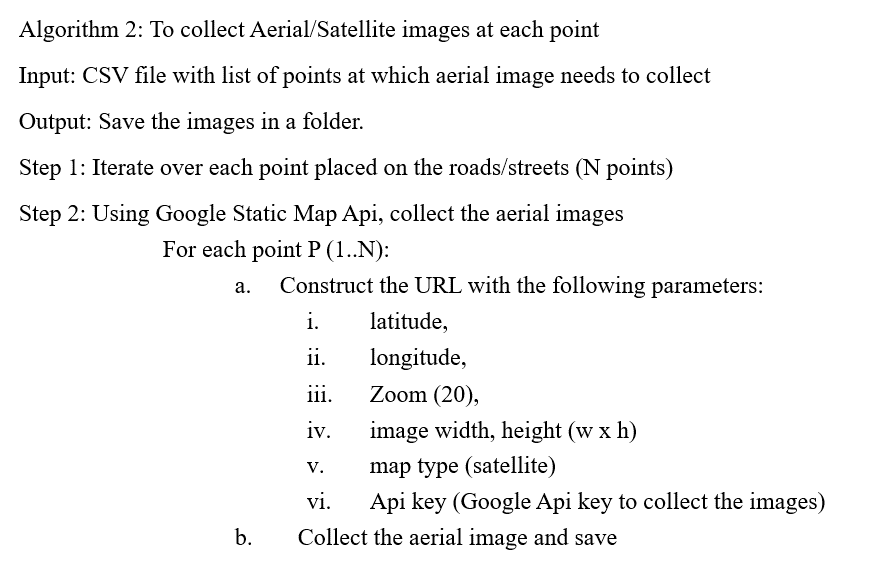 Algorithm 2: To collect Aerial/Satellite images at each point
Input: CSV file with list of points at which aerial image needs to collect
Output: Save the images in a folder.
Step 1: Iterate over each point placed on the roads/streets (N points)
Step 2: Using Google Static Map Api, collect the aerial images
For each point P (1..N):
a. Construct the URL with the following parameters:
i. latitude,
ii. longitude,
iii. Zoom (20),
iv. image width, height (w x h)
v. map type (satellite)
vi. Api key (Google Api key to collect the images)
b. Collect the aerial image and save